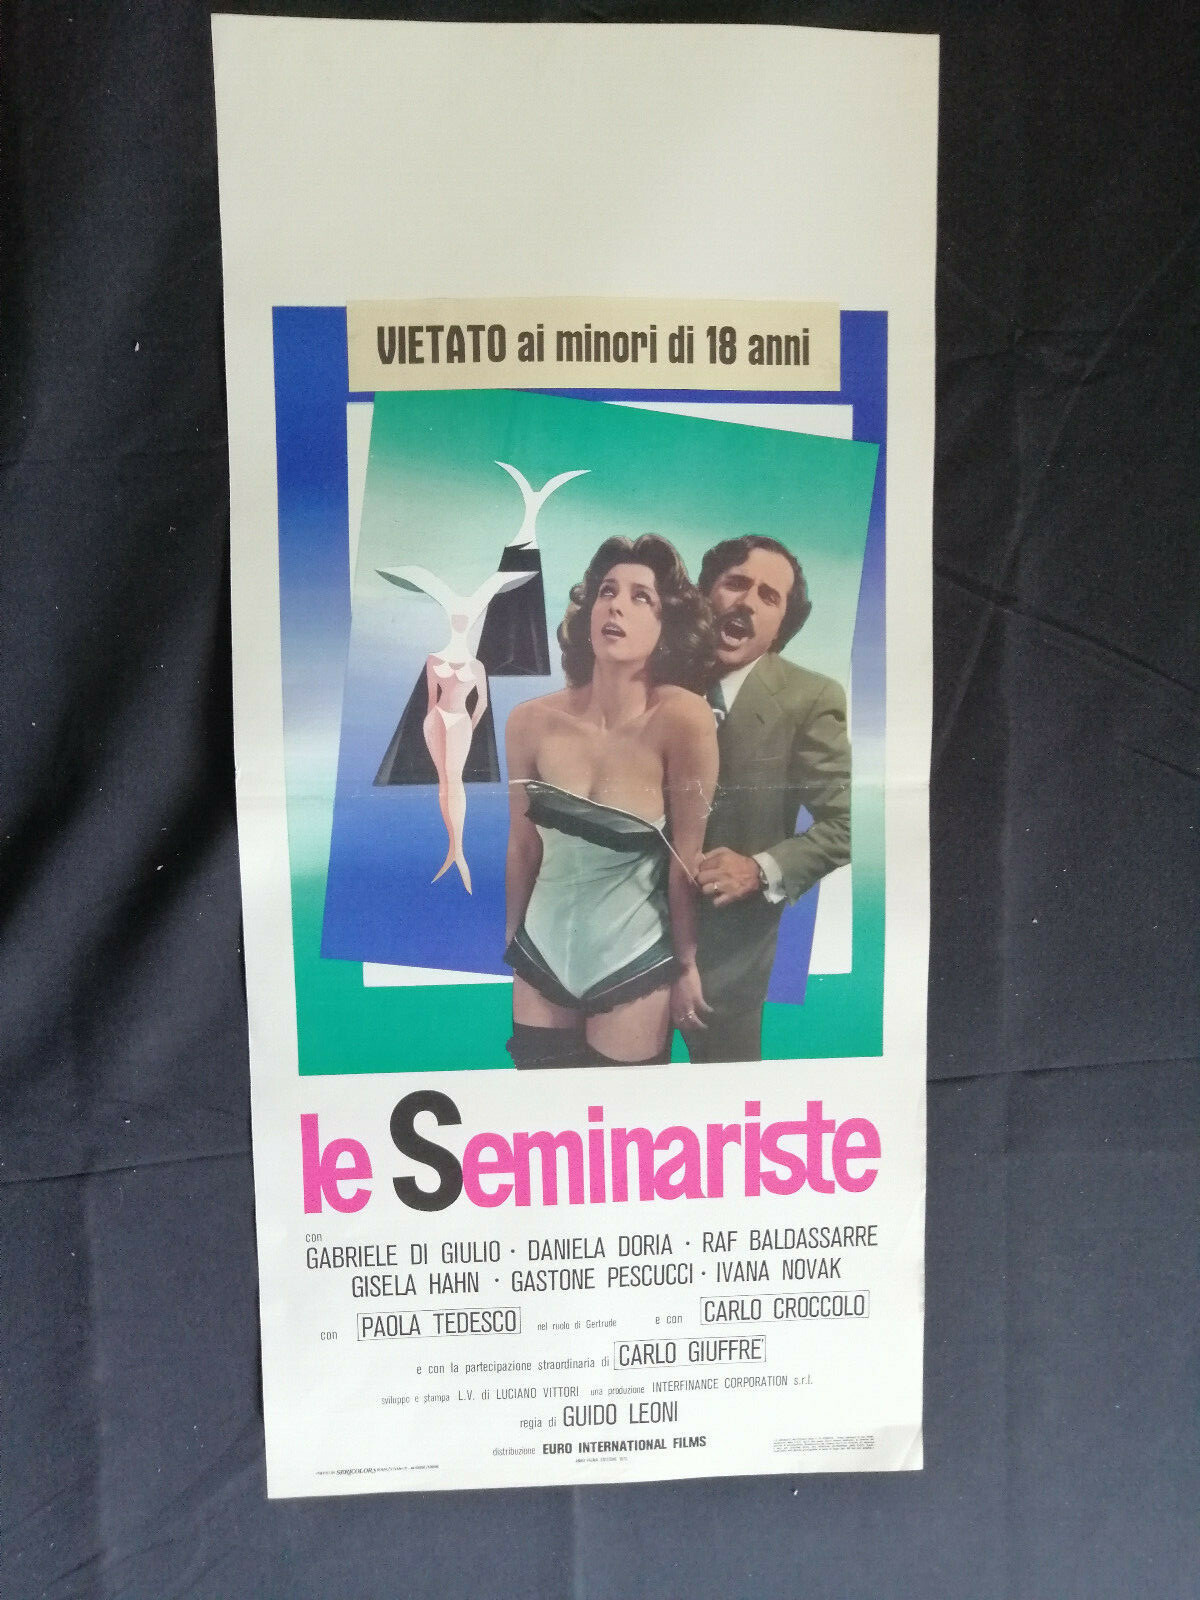 VIETATO ai minori di 18 anni
le Seminariste
con
GABRIELE DI GIULIO · DANIELA DORIA · RAF BALDASSARRE
GISELA HAHN · GASTONE PESCUCCI · IVANA NOVAK
con PAOLA TEDESCO nel ruolo di Gertrude e con CARLO CROCCOLO
e con la partecipazione straordinaria di CARLO GIUFFRE'
sviluppo e stampa L.V. di LUCIANO VITTORI una produzione INTERFINANCE CORPORATION s.r.l.
regia di GUIDO LEONI
distribuzione EURO INTERNATIONAL FILMS